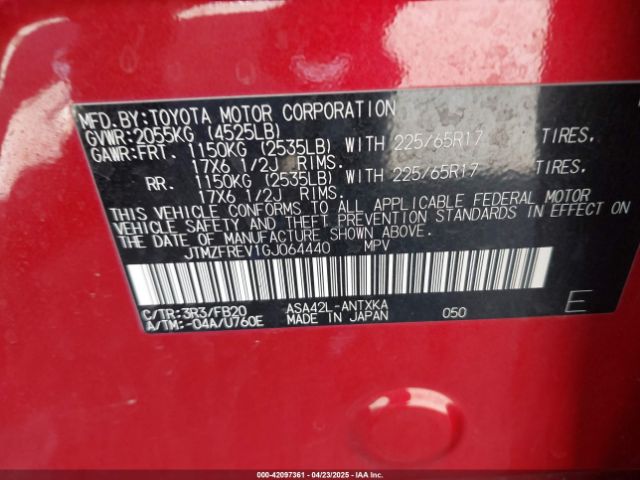 MFD.BY:TOYOTA MOTOR CORPORATION
GVWR:2055KG (4525LB)
GAWR:FRT. 1150KG (2535LB) WITH 225/65R17 TIRES,
17X6 1/2J RIMS.
RR. 1150KG (2535LB) WITH 225/65R17 TIRES,
17X6 1/2J RIMS.
THIS VEHICLE CONFORMS TO ALL APPLICABLE FEDERAL MOTOR
VEHICLE SAFETY AND THEFT PREVENTION STANDARDS IN EFFECT ON
THE DATE OF MANUFACTURE SHOWN ABOVE.
JTMZFREV1GJ064440 MPV
C/TR:3R3/FB20 ASA42L-ANTXKA
A/TM:-04A/U760E MADE IN JAPAN 050 E
000-42097361 - 04/23/2025 - IAA, Inc.